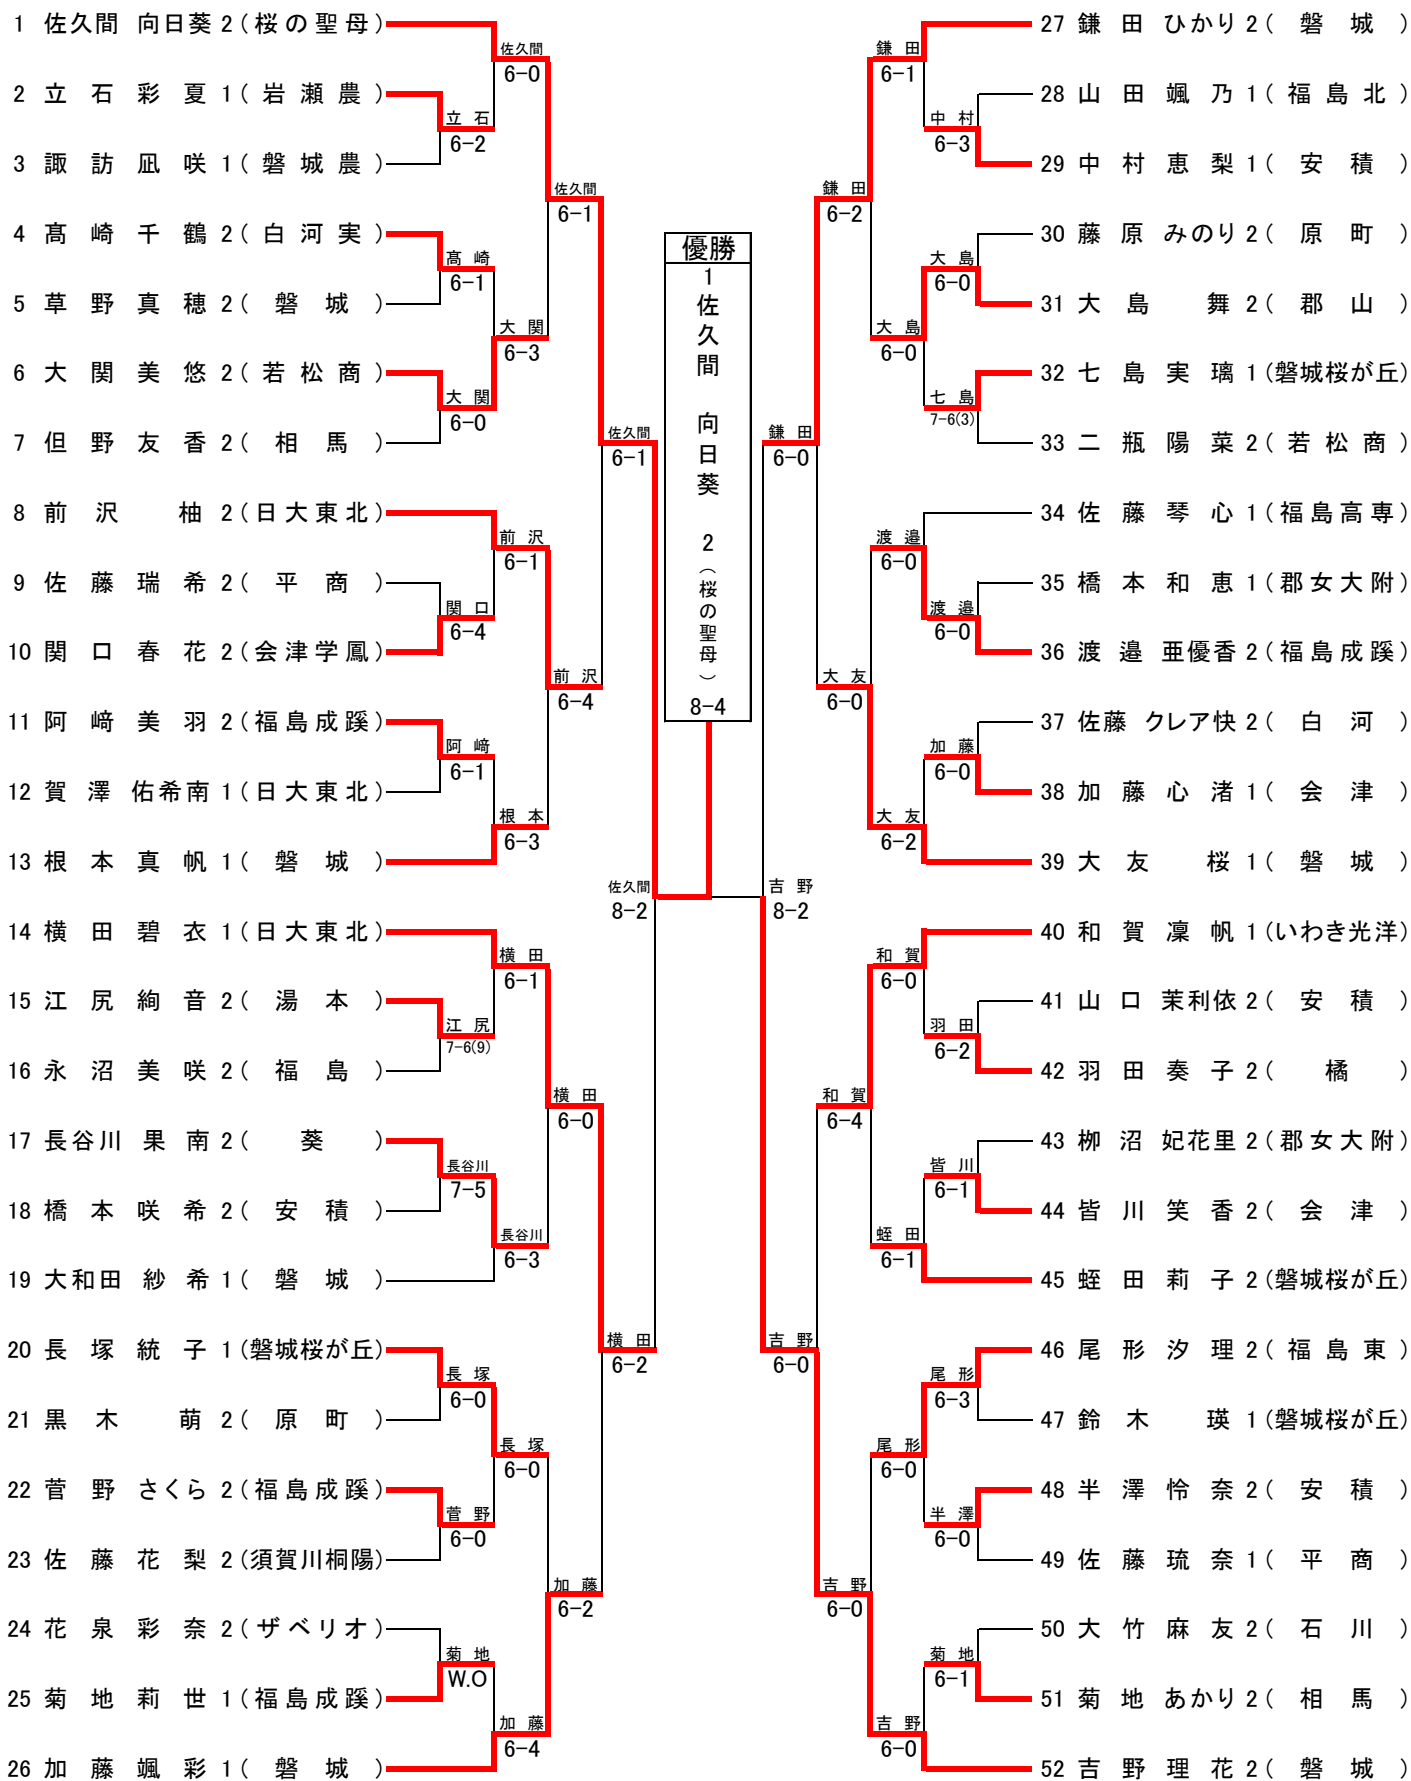 1 佐久間 向日葵 2 (桜の聖母)
2 立石彩夏 1 (岩瀬農)
3 諏訪凪咲 1 (磐城農)
4 髙崎千鶴 2 (白河実)
5 草野真穂 2 (磐城)
6 大関美悠 2 (若松商)
7 但野友香 2 (相馬)
8 前沢柚 2 (日大東北)
9 佐藤瑞希 2 (平商)
10 関口春花 2 (会津学鳳)
11 阿﨑美羽 2 (福島成蹊)
12 賀澤佑希南 1 (日大東北)
13 根本真帆 1 (磐城)
14 横田碧衣 1 (日大東北)
15 江尻絢音 2 (湯本)
16 永沼美咲 2 (福島)
17 長谷川果南 2 (葵)
18 橋本咲希 2 (安積)
19 大和田紗希 1 (磐城)
20 長塚統子 1 (磐城桜が丘)
21 黒木萌 2 (原町)
22 菅野さくら 2 (福島成蹊)
23 佐藤花梨 2 (須賀川桐陽)
24 花泉彩奈 2 (ザベリオ)
25 菊地莉世 1 (福島成蹊)
26 加藤颯彩 1 (磐城)
立石
6-2
髙崎
6-1
大関
6-0
関口
6-4
阿﨑
6-1
江尻
7-6(9)
長谷川
7-5
長塚
6-0
菅野
6-0
菊地
W.O
佐久間
6-0
大関
6-3
前沢
6-1
根本
6-3
横田
6-1
長谷川
6-3
長塚
6-0
加藤
6-4
佐久間
6-1
前沢
6-4
横田
6-0
加藤
6-2
佐久間
6-1
横田
6-2
佐久間
8-2
優勝
1
佐久間 向日葵 2 (桜の聖母)
8-4
吉野
8-2
鎌田
6-0
吉野
6-0
鎌田
6-2
大友
6-0
和賀
6-4
吉野
6-0
鎌田
6-1
大島
6-0
渡邉
6-0
大友
6-2
和賀
6-0
蛭田
6-1
尾形
6-0
吉野
6-0
中村
6-3
大島
6-0
七島
7-6(3)
渡邉
6-0
加藤
6-0
羽田
6-2
皆川
6-1
尾形
6-3
半澤
6-0
菊地
6-1
27 鎌田ひかり 2 (磐城)
28 山田颯乃 1 (福島北)
29 中村恵梨 1 (安積)
30 藤原みのり 2 (原町)
31 大島舞 2 (郡山)
32 七島実璃 1 (磐城桜が丘)
33 二瓶陽菜 2 (若松商)
34 佐藤琴心 1 (福島高専)
35 橋本和恵 1 (郡女大附)
36 渡邉亜優香 2 (福島成蹊)
37 佐藤クレア快 2 (白河)
38 加藤心渚 1 (会津)
39 大友桜 1 (磐城)
40 和賀凜帆 1 (いわき光洋)
41 山口茉利依 2 (安積)
42 羽田奏子 2 (橘)
43 栁沼妃花里 2 (郡女大附)
44 皆川笑香 2 (会津)
45 蛭田莉子 2 (磐城桜が丘)
46 尾形汐理 2 (福島東)
47 鈴木瑛 1 (磐城桜が丘)
48 半澤怜奈 2 (安積)
49 佐藤琉奈 1 (平商)
50 大竹麻友 2 (石川)
51 菊地あかり 2 (相馬)
52 吉野理花 2 (磐城)